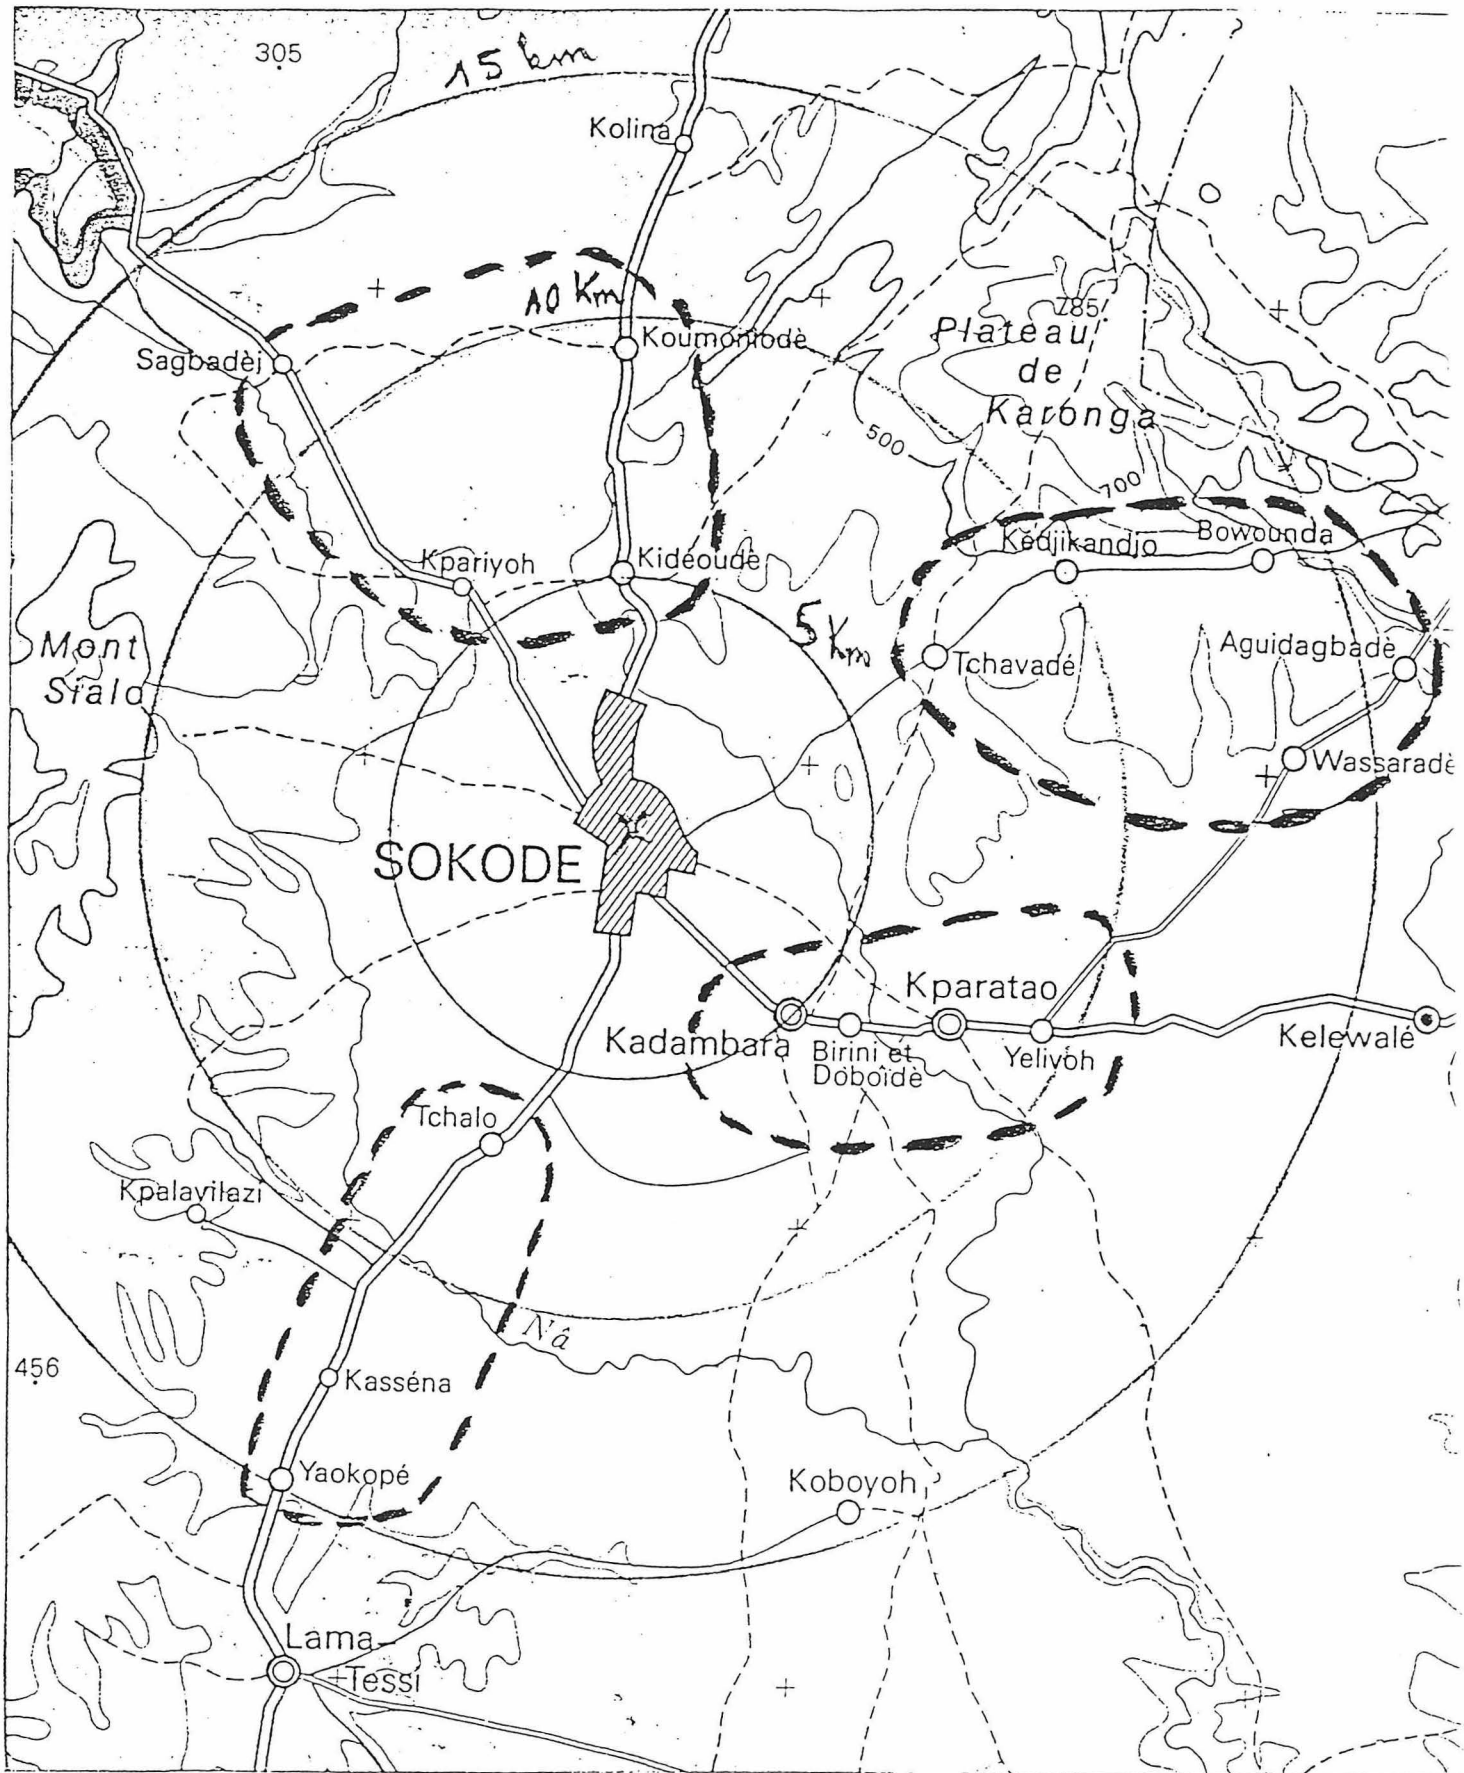 305
15 km
Kolina
10 Km
Koumoniodè
785
Plateau
de
Karonga
Sagbadèi
500
700
Kédjikandjo
Bowounda
Kpariyoh
Kidéoudè
5 Km
Mont
Sialo
Tchavadé
Aguidagbadè
Wassaradè
SOKODE
Kparatao
Kadambara
Birini et
Doboïdè
Yelivoh
Kelewalé
Tchalo
Kpalavilazi
Nâ
456
Kasséna
Yaokopé
Koboyoh
Lama-
Tessi